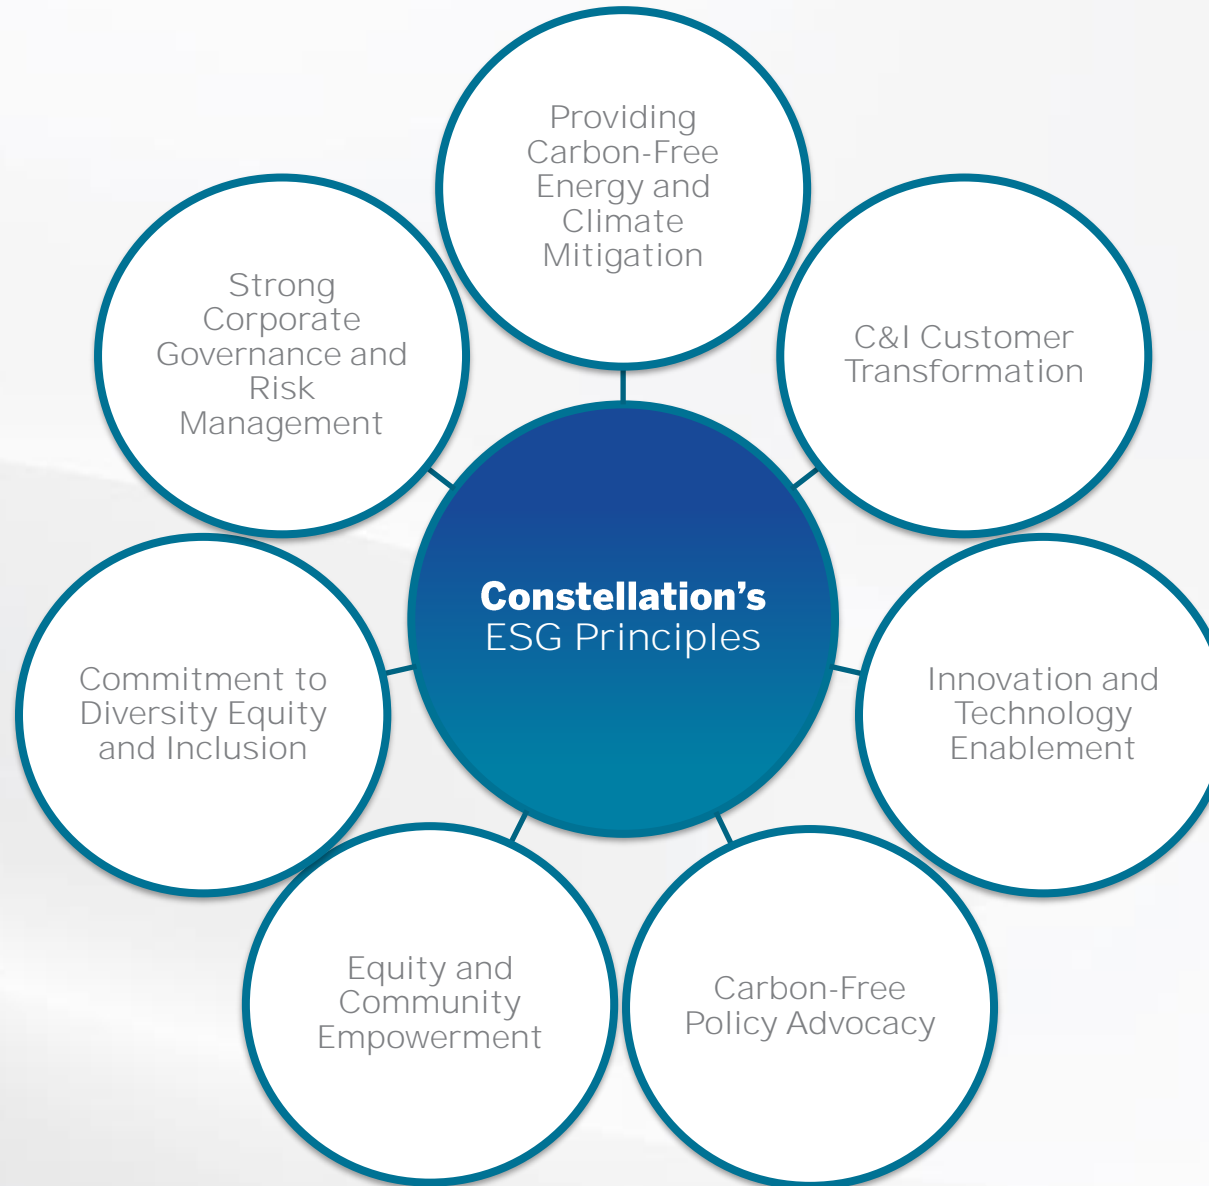 Providing
Carbon-Free
Energy and
Climate
Mitigation
C&I Customer
Transformation
Innovation and
Technology
Enablement
Carbon-Free
Policy Advocacy
Equity and
Community
Empowerment
Commitment to
Diversity Equity
and Inclusion
Strong
Corporate
Governance and
Risk
Management
Constellation's
ESG Principles